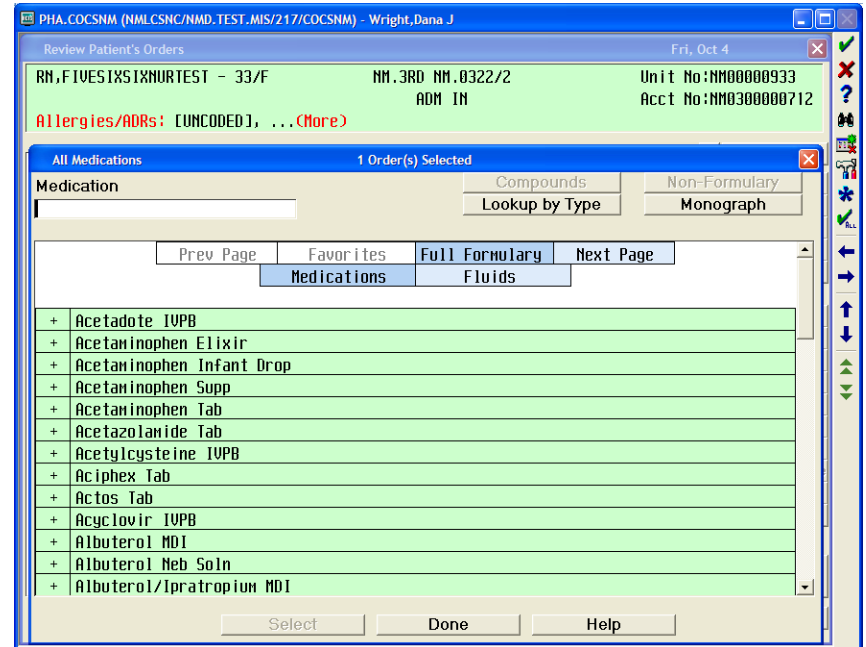 PHA.COCSNM (NMLCSNC/NMD.TEST.MIS/217/COCSNM) - Wright,Dana J
Review Patient's Orders Fri, Oct 4
RN,FIVESIXSIXNURTEST - 33/F NM.3RD NM.0322/2 Unit No:NM00000933
ADM IN Acct No:NM0300000712
Allergies/ADRs: [UNCODED], ...(More)
All Medications 1 Order(s) Selected
Medication Compounds Non-Formulary
Lookup by Type Monograph
Prev Page Favorites Full Formulary Next Page
Medications Fluids
+ Acetadote IVPB
+ Acetaminophen Elixir
+ Acetaminophen Infant Drop
+ Acetaminophen Supp
+ Acetaminophen Tab
+ Acetazolamide Tab
+ Acetylcysteine IVPB
+ Aciphex Tab
+ Actos Tab
+ Acyclovir IVPB
+ Albuterol MDI
+ Albuterol Neb Soln
+ Albuterol/Ipratropium MDI
Select Done Help
ALL